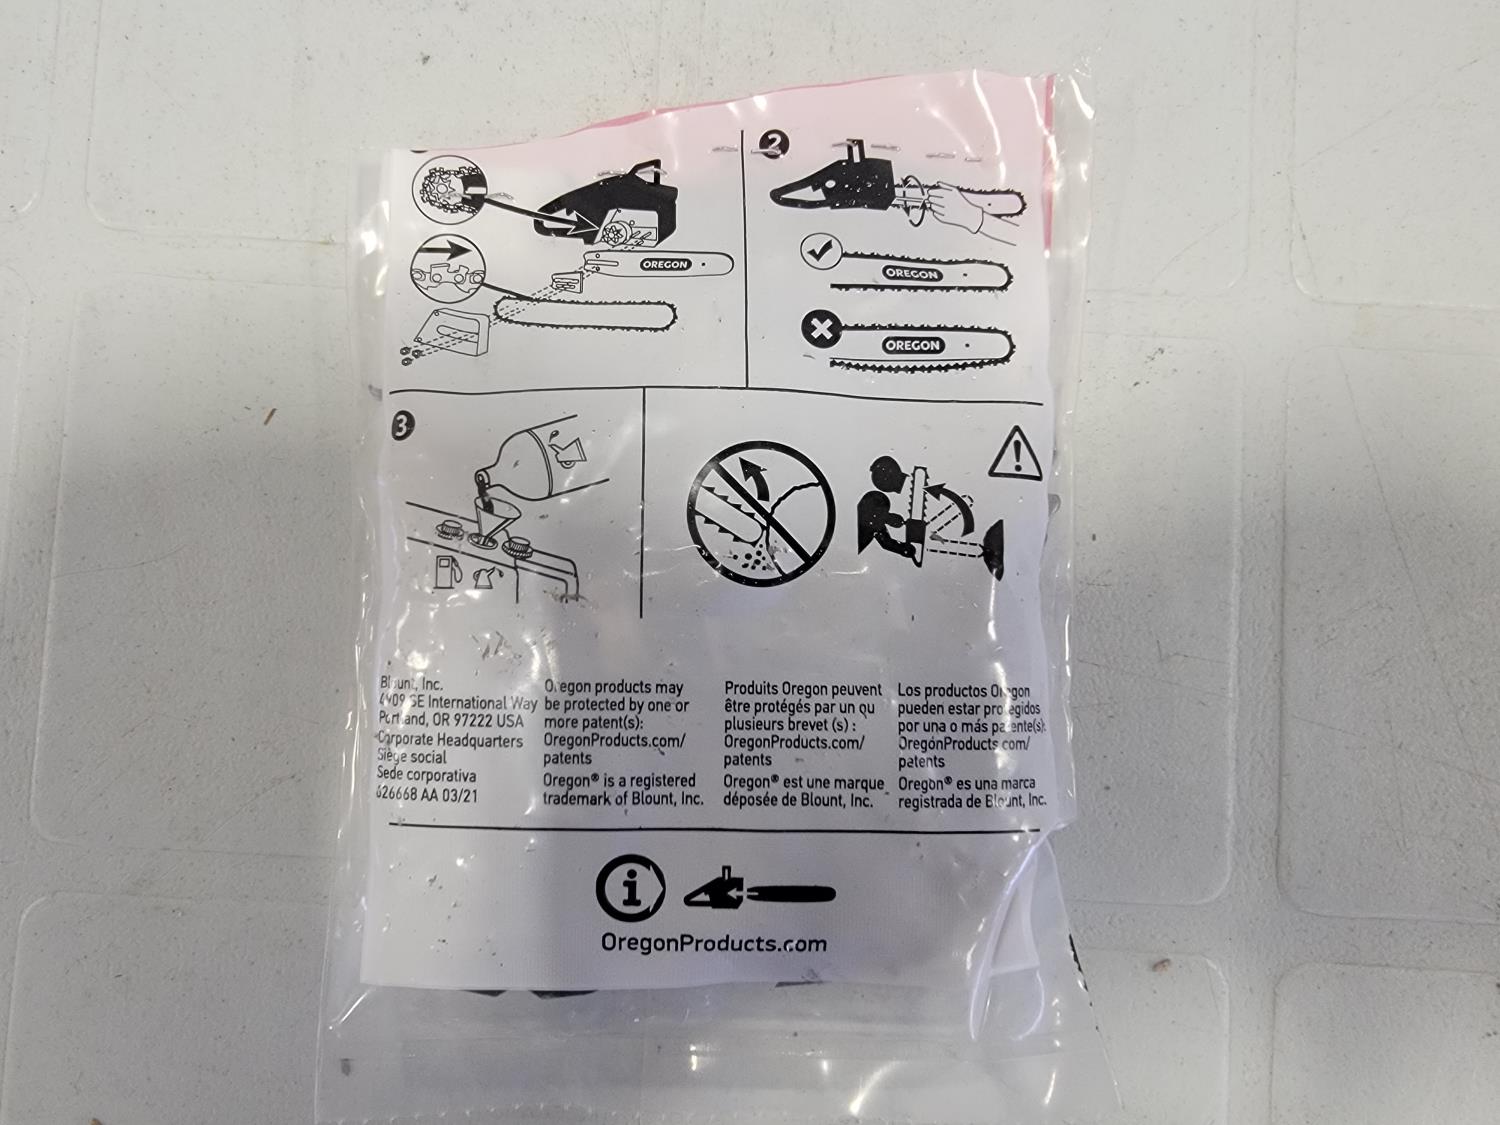 2
OREGON
OREGON
OREGON
3
Blount, Inc.
4909 SE International Way
Portland, OR 97222 USA
Corporate Headquarters
Siège social
Sede corporativa
626668 AA 03/21
Oregon products may
be protected by one or
more patent(s):
OregonProducts.com/
patents
Oregon® is a registered
trademark of Blount, Inc.
Produits Oregon peuvent
être protégés par un ou
plusieurs brevet (s) :
OregonProducts.com/
patents
Oregon® est une marque
déposée de Blount, Inc.
Los productos Oregon
pueden estar protegidos
por una o más patente(s):
OregonProducts.com/
patents
Oregon® es una marca
registrada de Blount, Inc.
i
OregonProducts.com